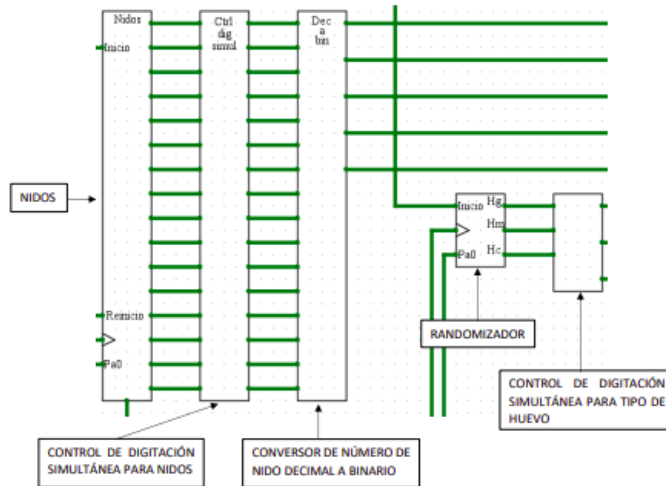 Nidos
Inicio
Reinicio
Pa0
Ctrl
dig
simul
Dec
a
bin
Inicio
Hg
Hm
Pa0
Hc
NIDOS
RANDOMIZADOR
CONTROL DE DIGITACIÓN
SIMULTÁNEA PARA TIPO DE
HUEVO
CONTROL DE DIGITACIÓN
SIMULTÁNEA PARA NIDOS
CONVERSOR DE NÚMERO DE
NIDO DECIMAL A BINARIO